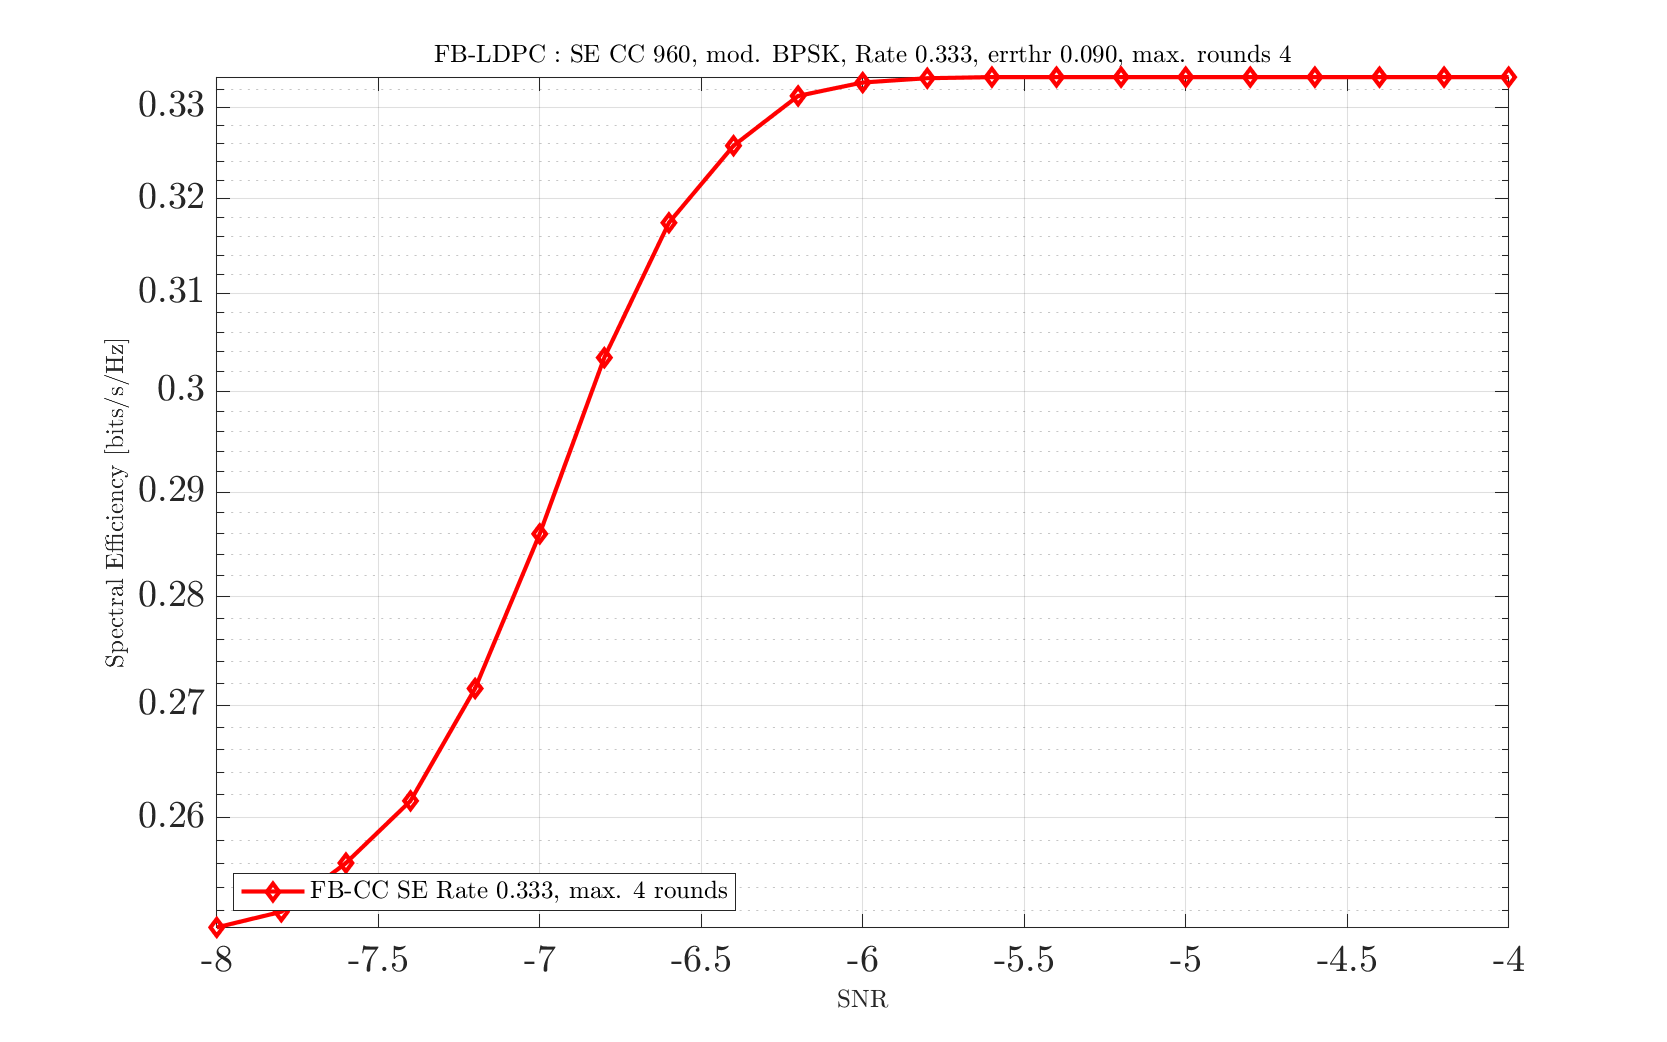 FB-LDPC : SE CC 960, mod. BPSK, Rate 0.333, errthr 0.090, max. rounds 4
0.33
0.32
0.31
0.3
0.29
0.28
0.27
0.26
Spectral Efficiency [bits/s/Hz]
FB-CC SE Rate 0.333, max. 4 rounds
-8 -7.5 -7 -6.5 -6 -5.5 -5 -4.5 -4
SNR